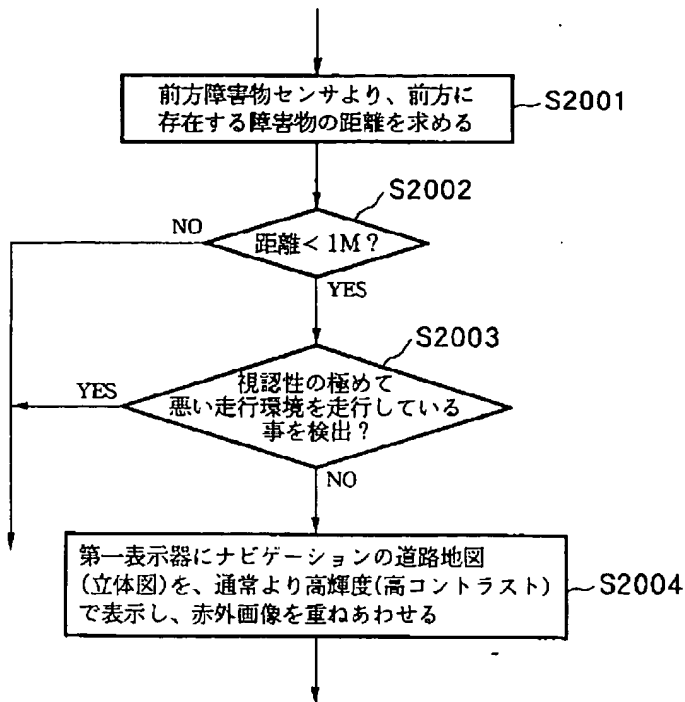 前方障害物センサより、前方に
存在する障害物の距離を求める
S2001
S2002
NO
距離＜1M？
YES
S2003
YES
視認性の極めて
悪い走行環境を走行している
事を検出？
NO
第一表示器にナビゲーションの道路地図
(立体図)を、通常より高輝度(高コントラスト)
で表示し、赤外画像を重ねあわせる
S2004